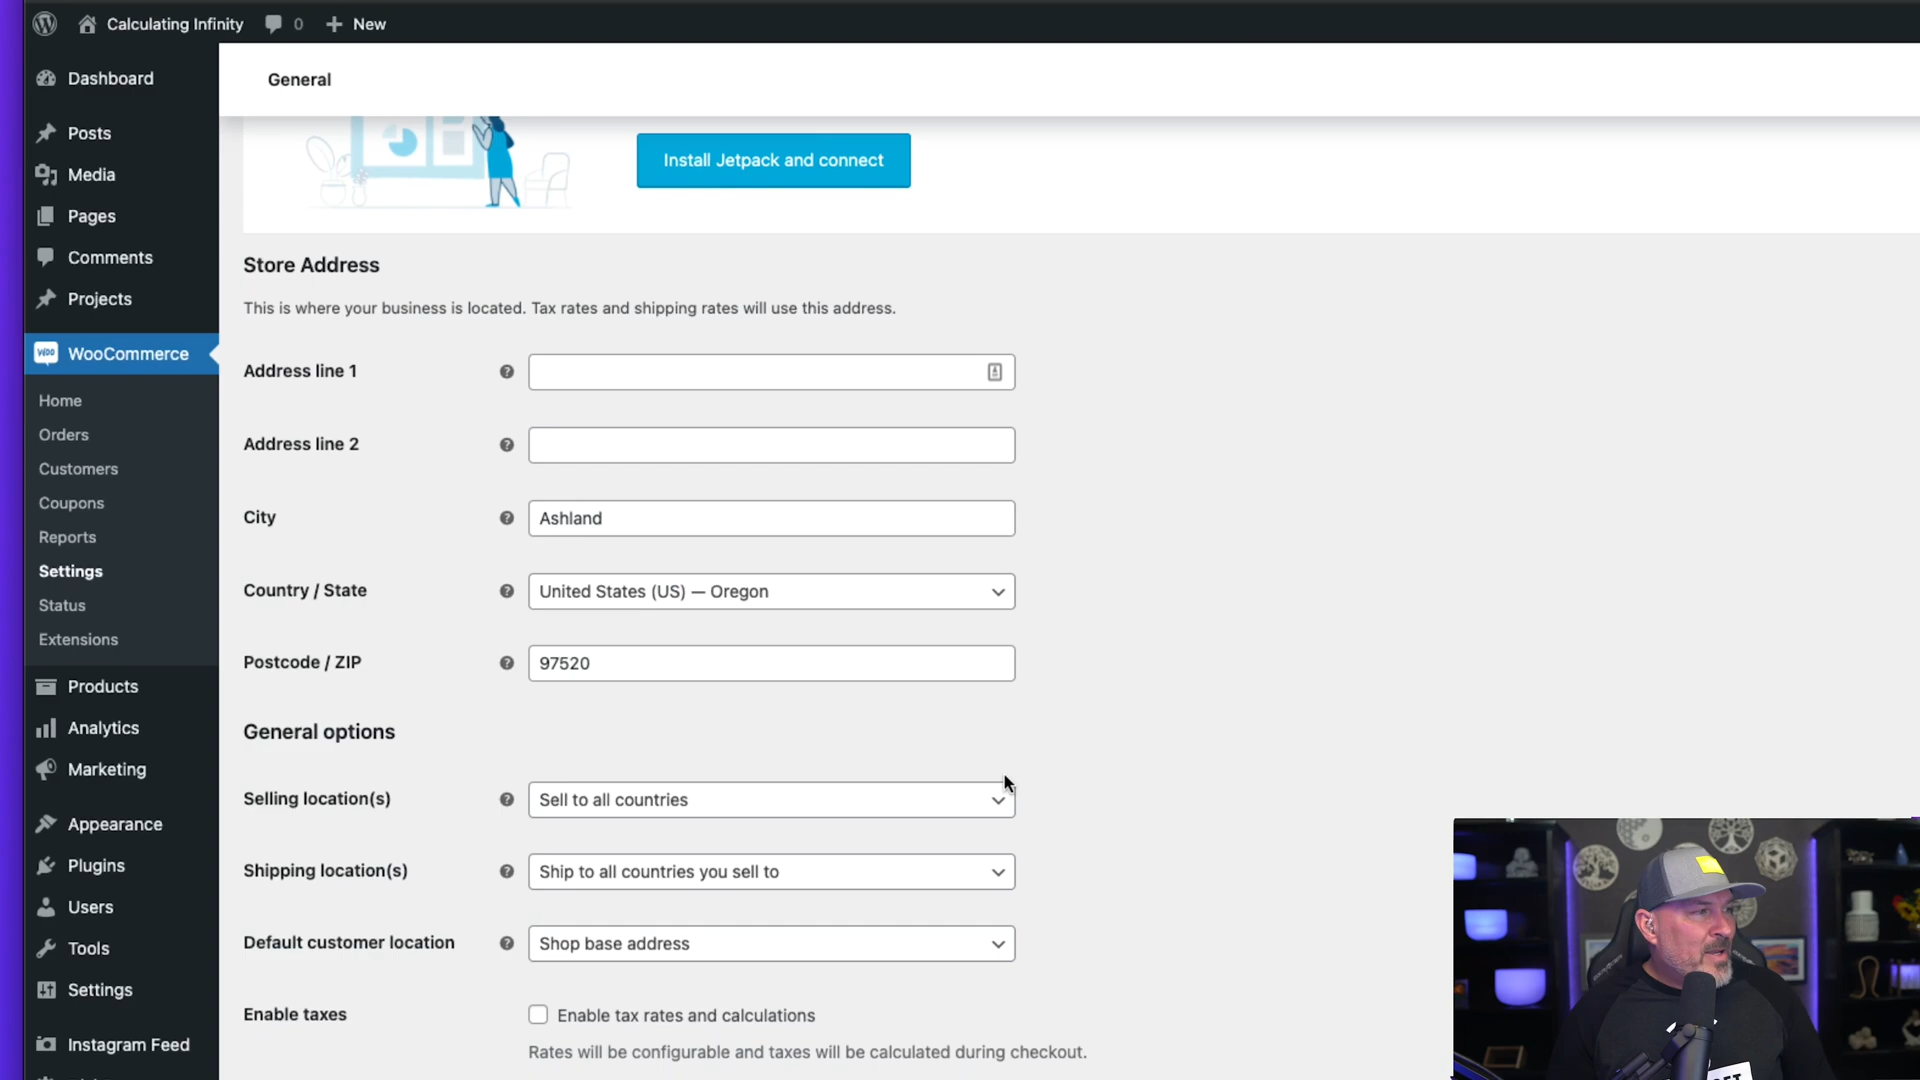 Calculating Infinity
0
New
Dashboard
Posts
Media
Pages
Comments
Projects
WOO WooCommerce
Home
Orders
Customers
Coupons
Reports
Settings
Status
Extensions
Products
Analytics
Marketing
Appearance
Plugins
Users
Tools
Settings
Instagram Feed
General
Install Jetpack and connect
Store Address
This is where your business is located. Tax rates and shipping rates will use this address.
Address line 1
Address line 2
City Ashland
Country / State United States (US) — Oregon
Postcode / ZIP 97520
General options
Selling location(s) Sell to all countries
Shipping location(s) Ship to all countries you sell to
Default customer location Shop base address
Enable taxes Enable tax rates and calculations
Rates will be configurable and taxes will be calculated during checkout.